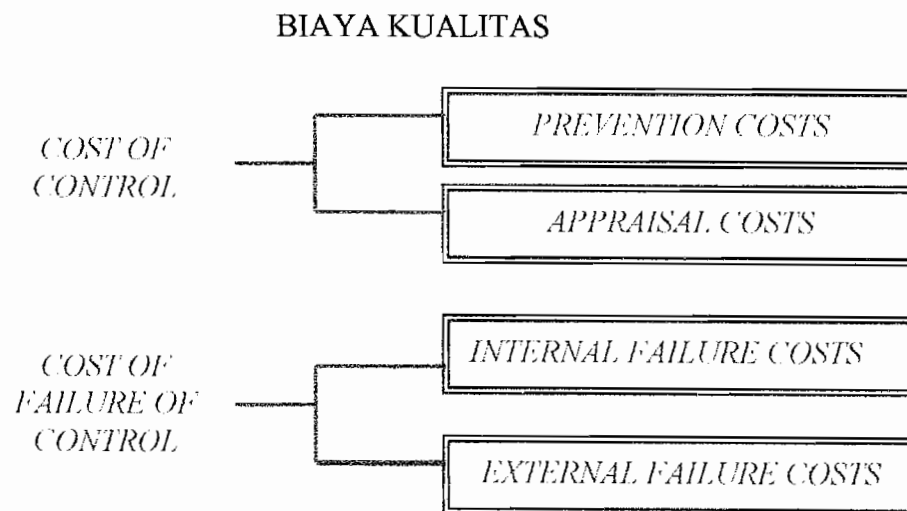 BIAYA KUALITAS
COST OF
CONTROL
PREVENTION COSTS
APPRAISAL COSTS
COST OF
FAILURE OF
CONTROL
INTERNAL FAILURE COSTS
EXTERNAL FAILURE COSTS